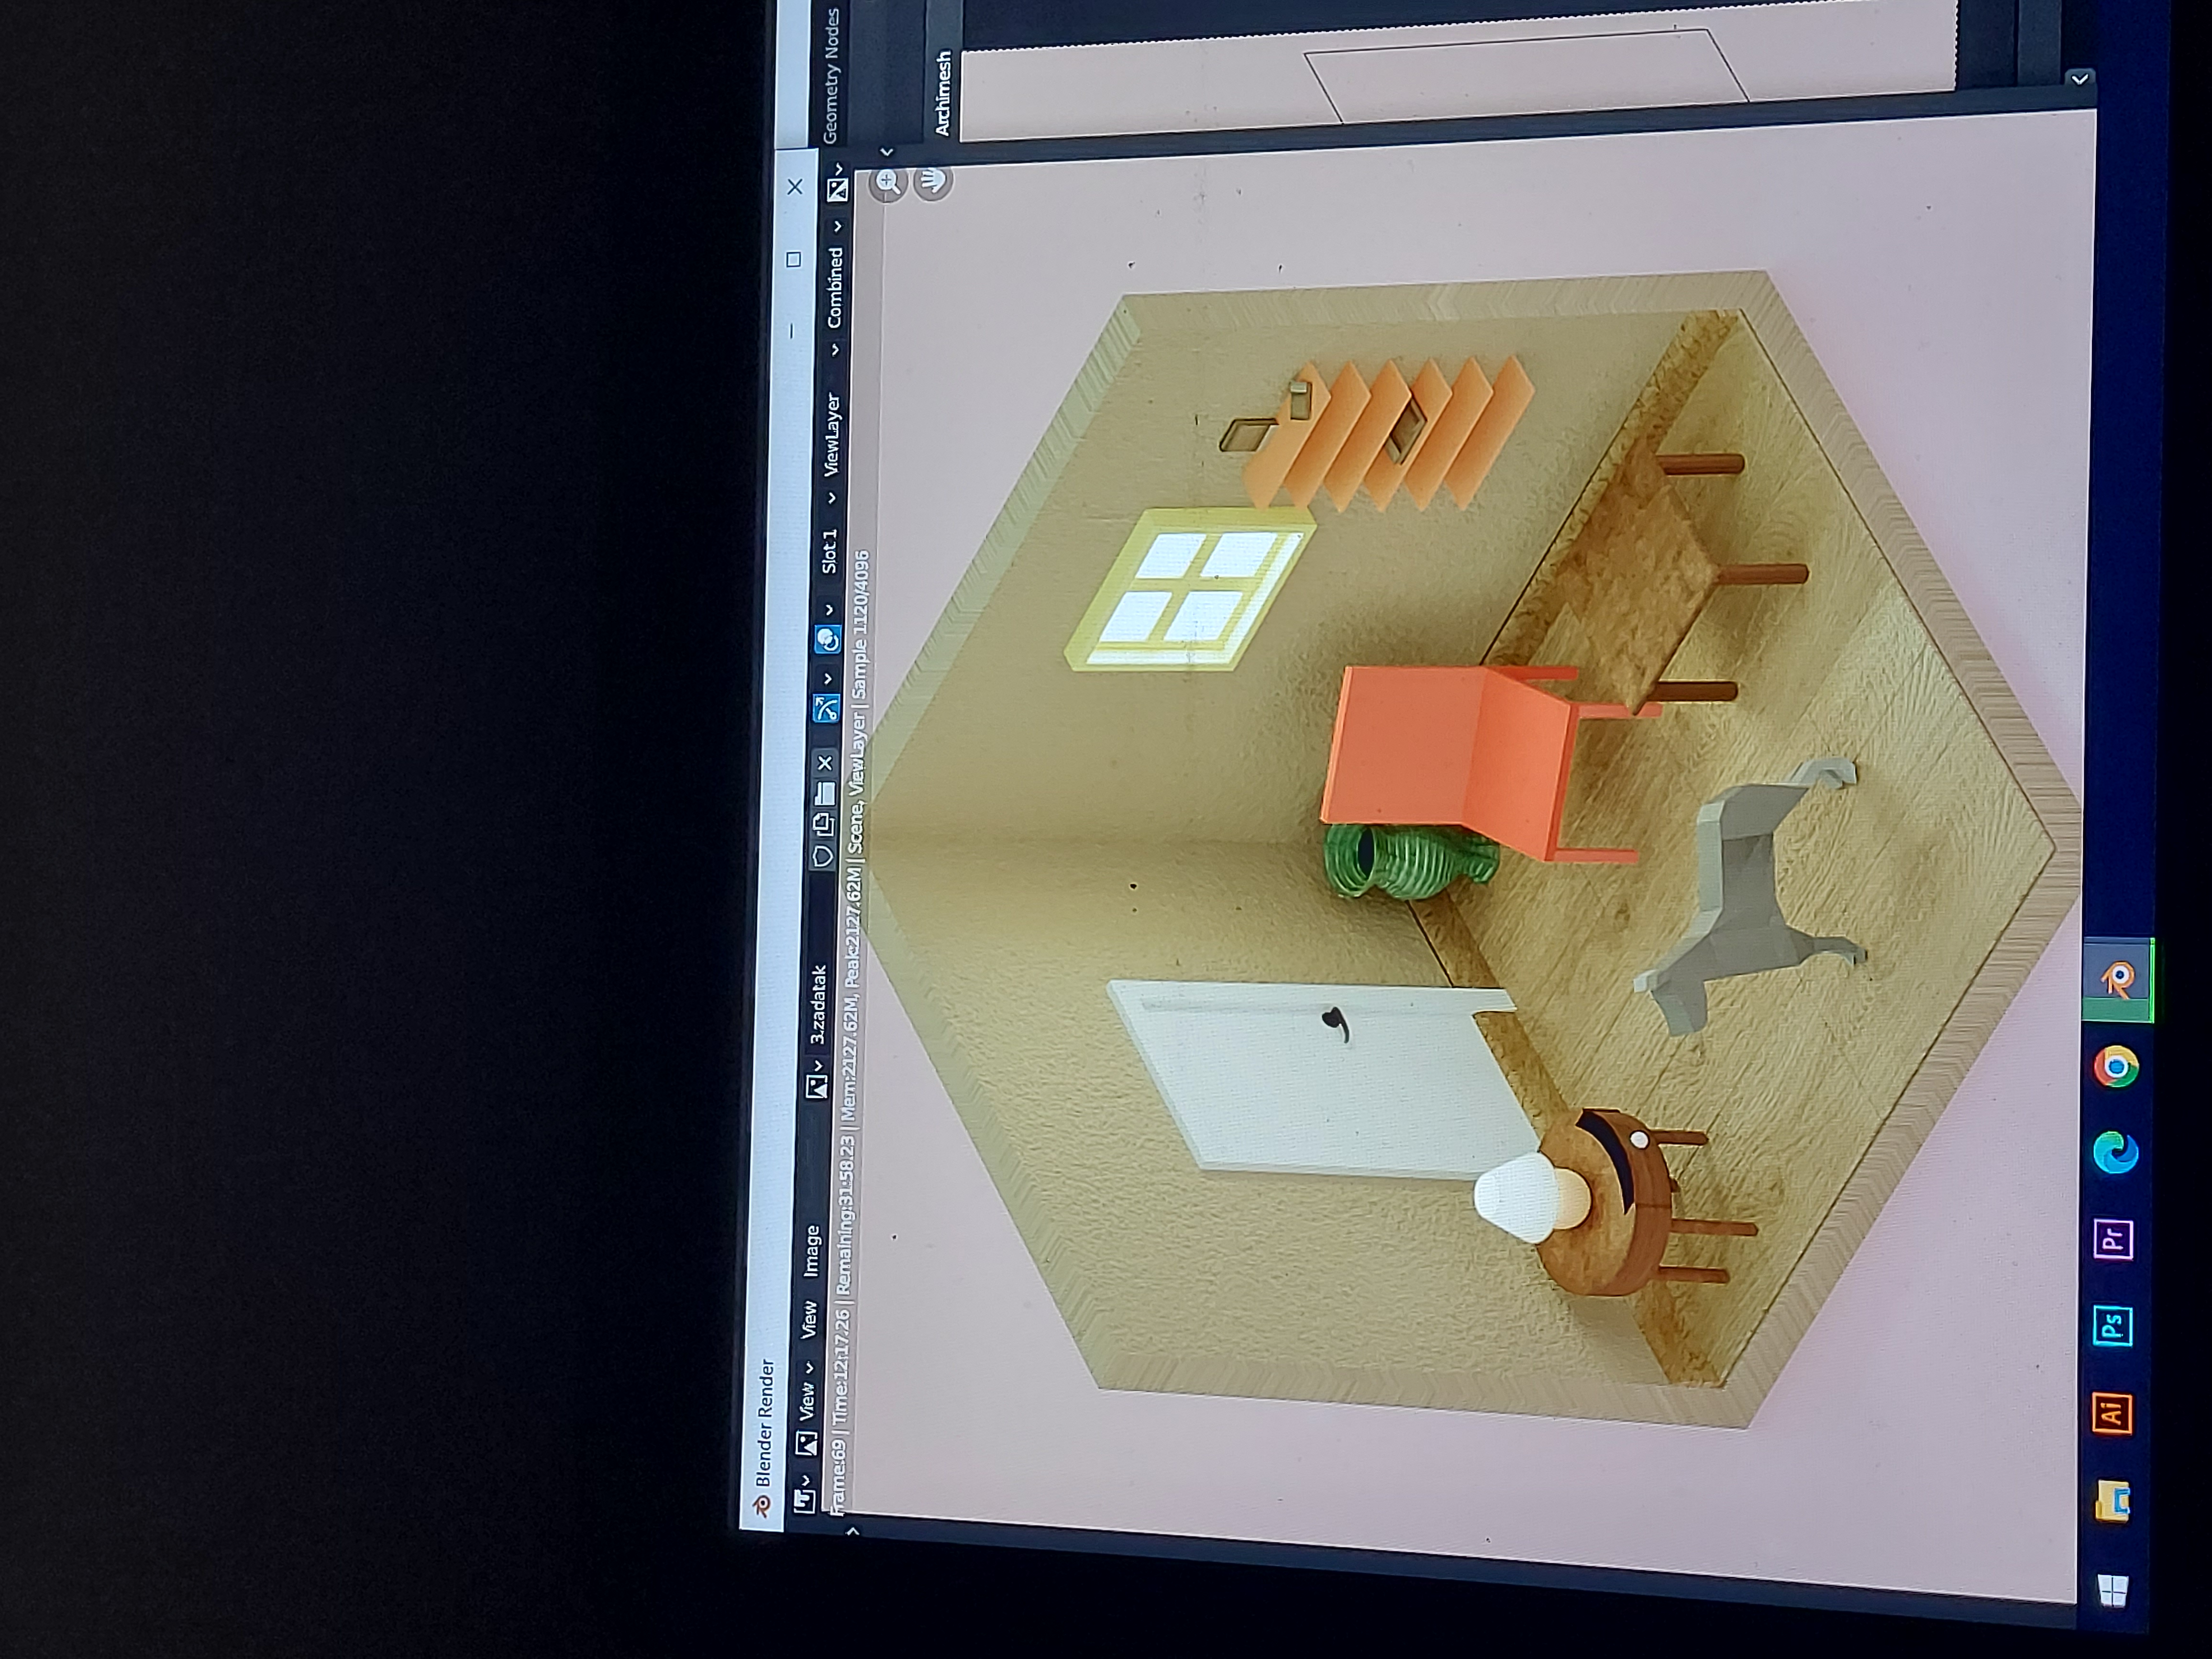 Blender Render
View View Image 3.zadatak Slot 1 ViewLayer Combined
Geometry Nodes
Frame:69 | Time:12:17.26 | Remaining:31:58.23 | Mem:2127.62M, Peak:2127.62M | Scene, ViewLayer | Sample 1120/4096
Archimesh
Ai Ps Pr